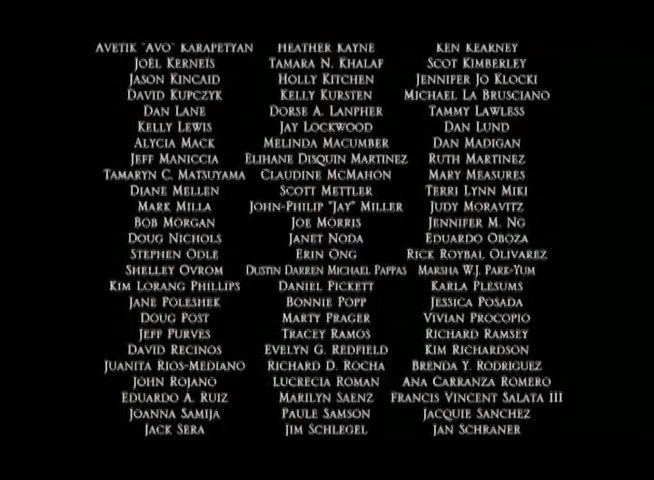 AVETIK "AVO" KARAPETYAN HEATHER KAYNE KEN KEARNEY
JOËL KERNEÏS TAMARA N. KHALAF SCOT KIMBERLEY
JASON KINCAID HOLLY KITCHEN JENNIFER JO KLOCKI
DAVID KUPCZYK KELLY KURSTEN MICHAEL LA BRUSCIANO
DAN LANE DORSE A. LANPHER TAMMY LAWLESS
KELLY LEWIS JAY LOCKWOOD DAN LUND
ALYCIA MACK MELINDA MACUMBER DAN MADIGAN
JEFF MANICCIA ELIHANE DISQUIN MARTINEZ RUTH MARTINEZ
TAMARYN C. MATSUYAMA CLAUDINE MCMAHON MARY MEASURES
DIANE MELLEN SCOTT METTLER TERRI LYNN MIKI
MARK MILLA JOHN-PHILIP "JAY" MILLER JUDY MORAVITZ
BOB MORGAN JOE MORRIS JENNIFER M. NG
DOUG NICHOLS JANET NODA EDUARDO OBOZA
STEPHEN ODLE ERIN ONG RICK ROYBAL OLIVAREZ
SHELLEY OVROM DUSTIN DARREN MICHAEL PAPPAS MARSHA W.J. PARK-YUM
KIM LORANG PHILLIPS DANIEL PICKETT KARLA PLESUMS
JANE POLESHEK BONNIE POPP JESSICA POSADA
DOUG POST MARTY PRAGER VIVIAN PROCOPIO
JEFF PURVES TRACEY RAMOS RICHARD RAMSEY
DAVID RECINOS EVELYN G. REDFIELD KIM RICHARDSON
JUANITA RIOS-MEDIANO RICHARD D. ROCHA BRENDA Y. RODRIGUEZ
JOHN ROJANO LUCRECIA ROMAN ANA CARRANZA ROMERO
EDUARDO A. RUIZ MARILYN SAENZ FRANCIS VINCENT SALATA III
JOANNA SAMIJA PAULE SAMSON JACQUIE SANCHEZ
JACK SERA JIM SCHLEGEL JAN SCHRANER